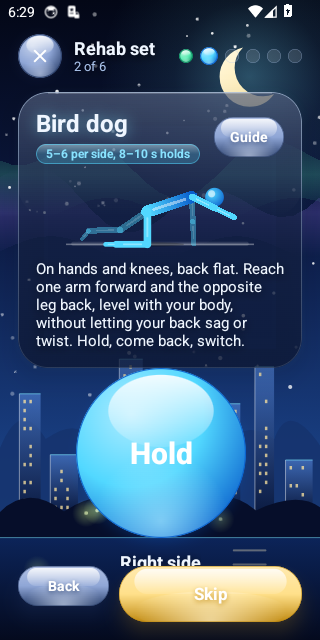 6:29
Rehab set
2 of 6
Bird dog
Guide
5–6 per side, 8–10 s holds
On hands and knees, back flat. Reach
one arm forward and the opposite
leg back, level with your body,
without letting your back sag or
twist. Hold, come back, switch.
Hold
Right side
Back
Skip